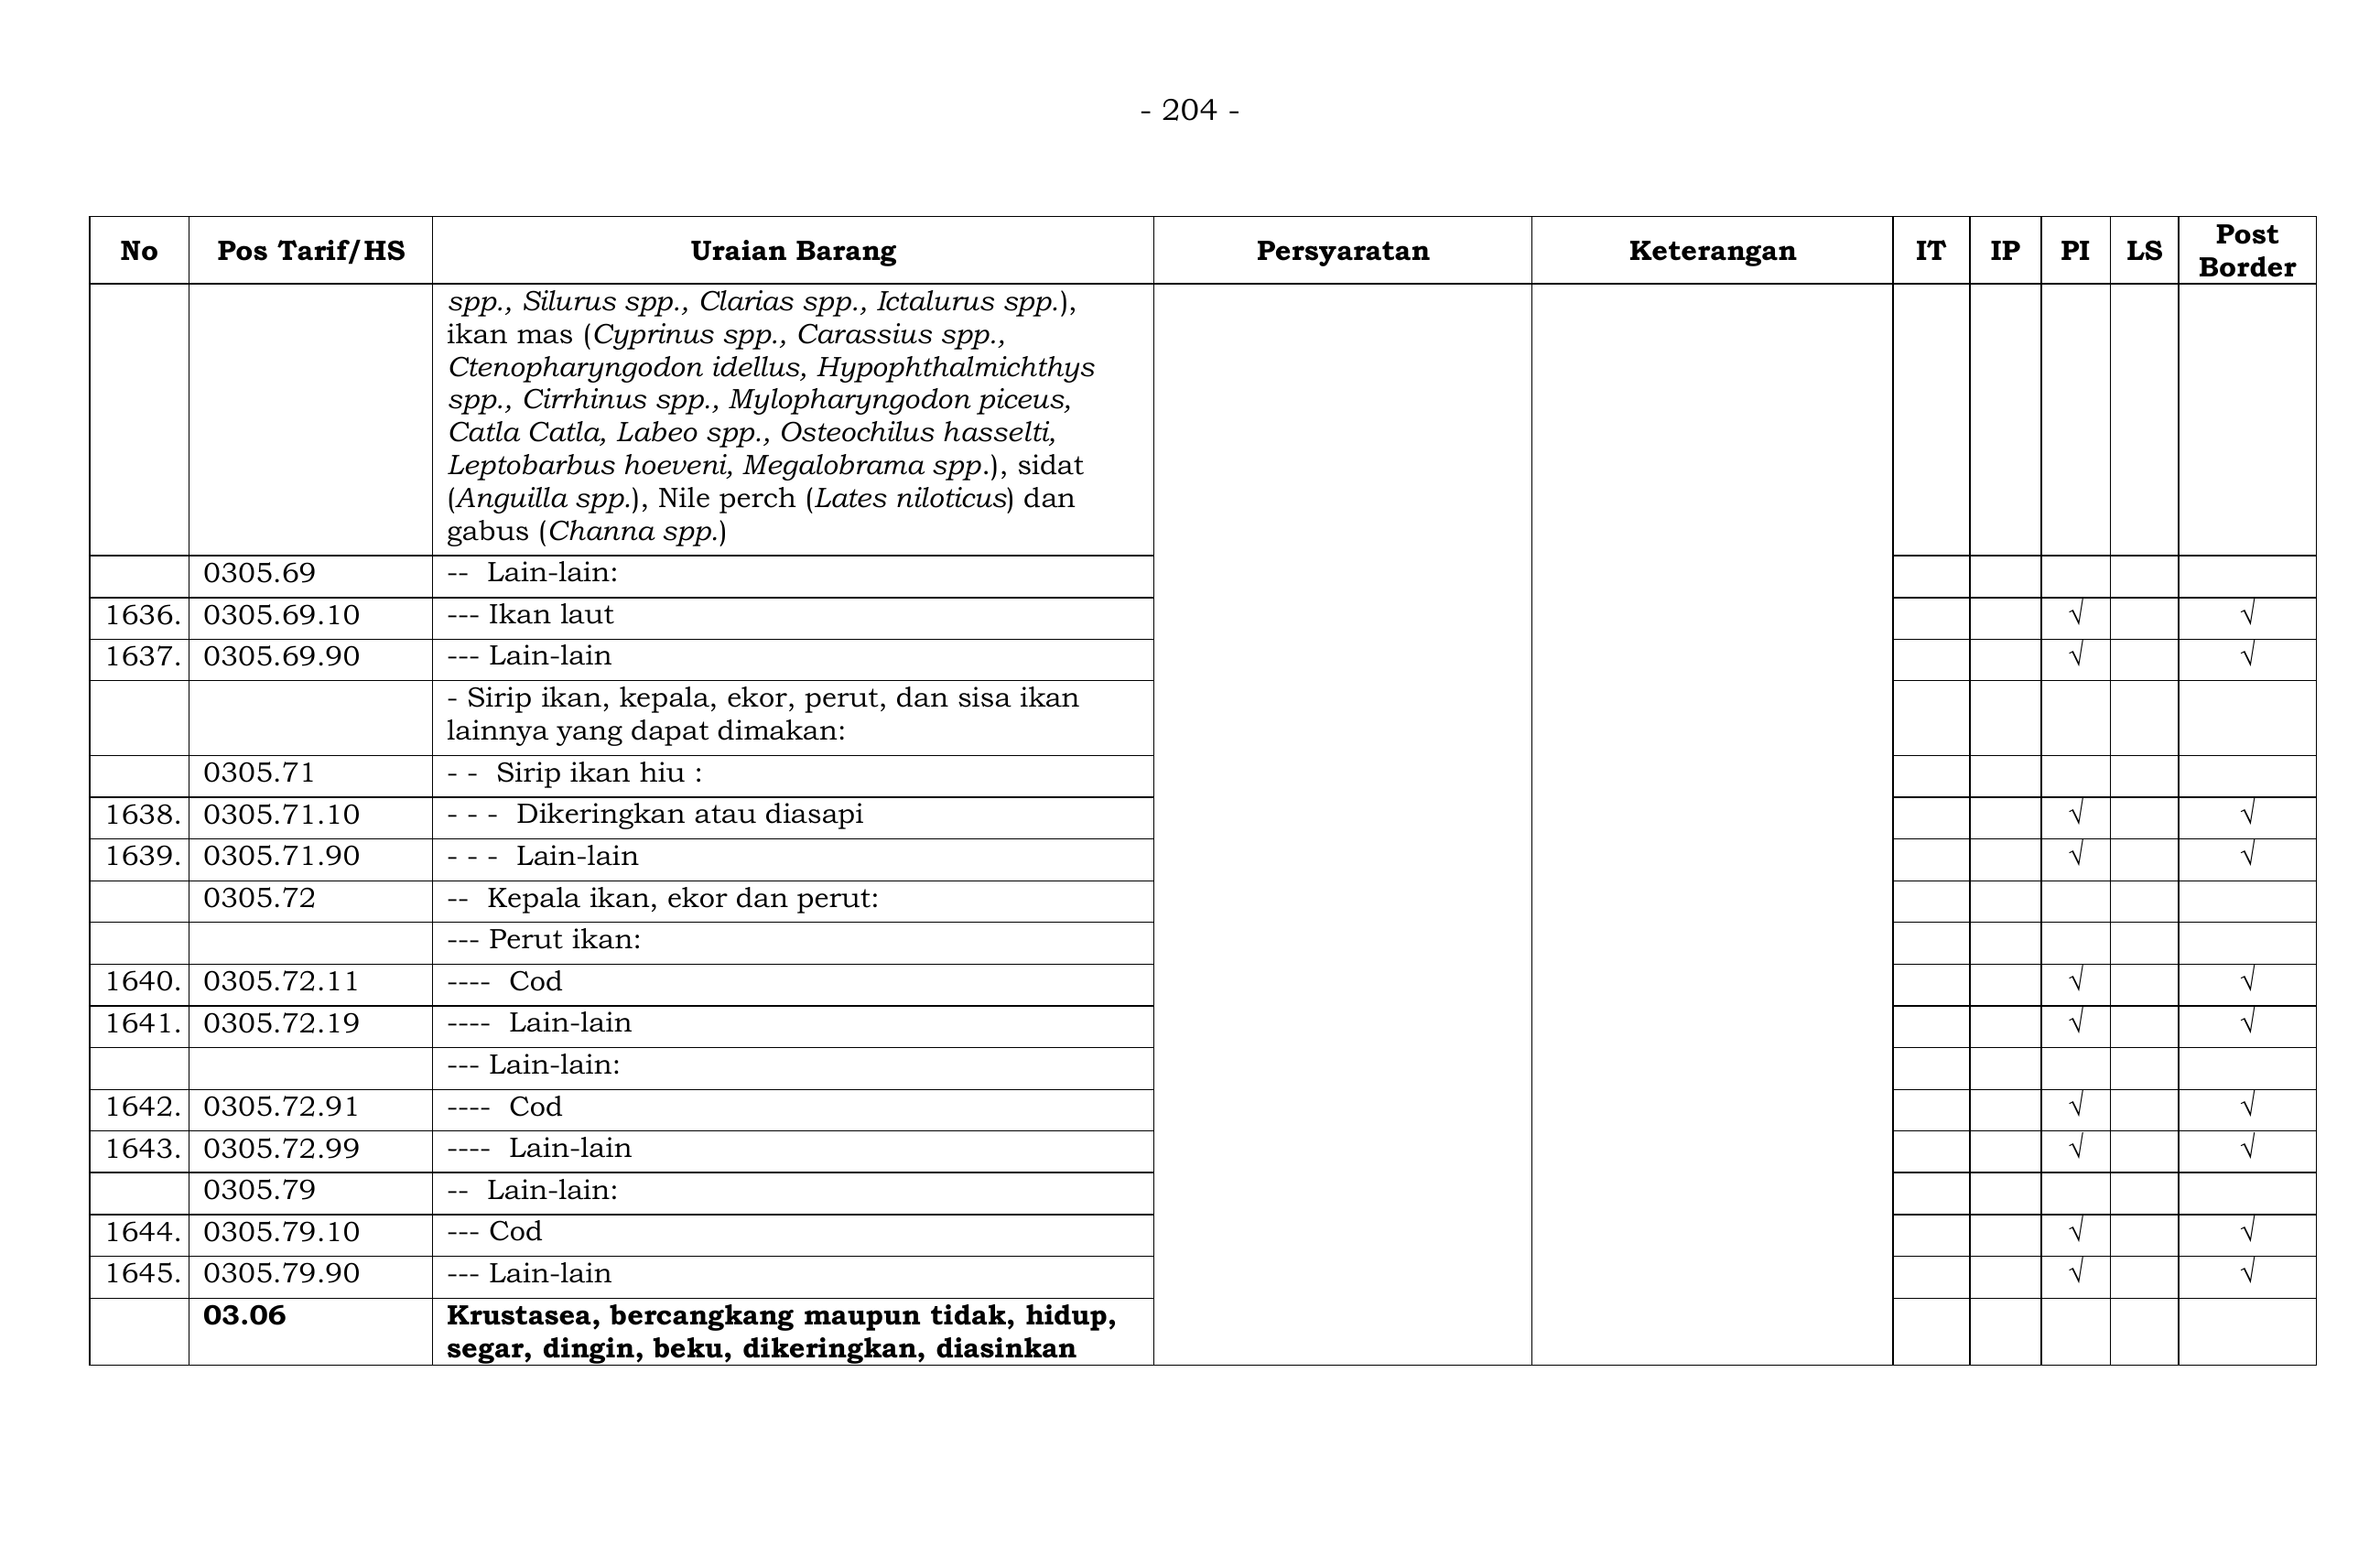 - 204 -
No Pos Tarif/HS Uraian Barang Persyaratan Keterangan IT IP PI LS Post Border
spp., Silurus spp., Clarias spp., Ictalurus spp.),
ikan mas (Cyprinus spp., Carassius spp.,
Ctenopharyngodon idellus, Hypophthalmichthys
spp., Cirrhinus spp., Mylopharyngodon piceus,
Catla Catla, Labeo spp., Osteochilus hasselti,
Leptobarbus hoeveni, Megalobrama spp.), sidat
(Anguilla spp.), Nile perch (Lates niloticus) dan
gabus (Channa spp.)
0305.69 -- Lain-lain:
1636. 0305.69.10 --- Ikan laut √ √
1637. 0305.69.90 --- Lain-lain √ √
- Sirip ikan, kepala, ekor, perut, dan sisa ikan
lainnya yang dapat dimakan:
0305.71 - - Sirip ikan hiu :
1638. 0305.71.10 - - - Dikeringkan atau diasapi √ √
1639. 0305.71.90 - - - Lain-lain √ √
0305.72 -- Kepala ikan, ekor dan perut:
--- Perut ikan:
1640. 0305.72.11 ---- Cod √ √
1641. 0305.72.19 ---- Lain-lain √ √
--- Lain-lain:
1642. 0305.72.91 ---- Cod √ √
1643. 0305.72.99 ---- Lain-lain √ √
0305.79 -- Lain-lain:
1644. 0305.79.10 --- Cod √ √
1645. 0305.79.90 --- Lain-lain √ √
03.06 Krustasea, bercangkang maupun tidak, hidup,
segar, dingin, beku, dikeringkan, diasinkan